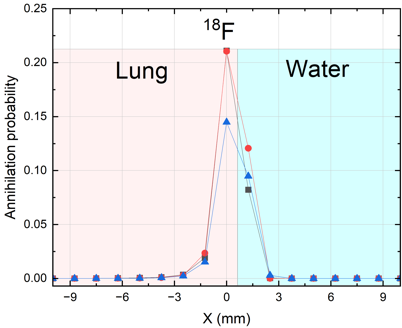 ¹⁸F
Lung
Water
Annihilation probability
0.25
0.20
0.15
0.10
0.05
0.00
−9 −6 −3 0 3 6 9
X (mm)